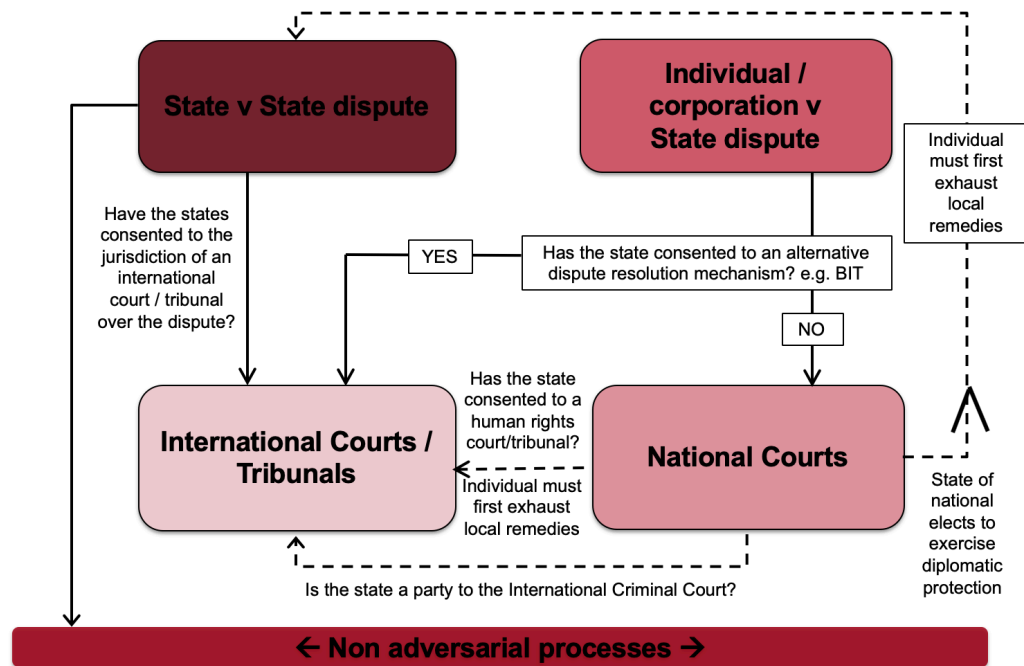 State v State dispute
Individual /
corporation v
State dispute
Individual
must first
exhaust
local
remedies
Have the states
consented to the
jurisdiction of an
international
court / tribunal
over the dispute?
YES
Has the state consented to an alternative
dispute resolution mechanism? e.g. BIT
NO
International Courts /
Tribunals
Has the state
consented to a
human rights
court/tribunal?
Individual must
first exhaust
local remedies
National Courts
State of
national
elects to
exercise
diplomatic
protection
Is the state a party to the International Criminal Court?
← Non adversarial processes →